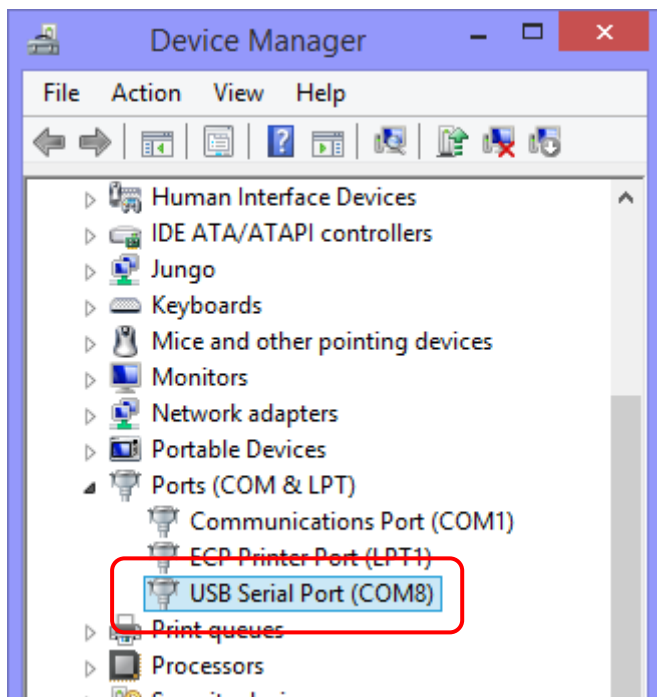 Device Manager
File Action View Help
Human Interface Devices
IDE ATA/ATAPI controllers
Jungo
Keyboards
Mice and other pointing devices
Monitors
Network adapters
Portable Devices
Ports (COM & LPT)
Communications Port (COM1)
ECP Printer Port (LPT1)
USB Serial Port (COM8)
Print queues
Processors